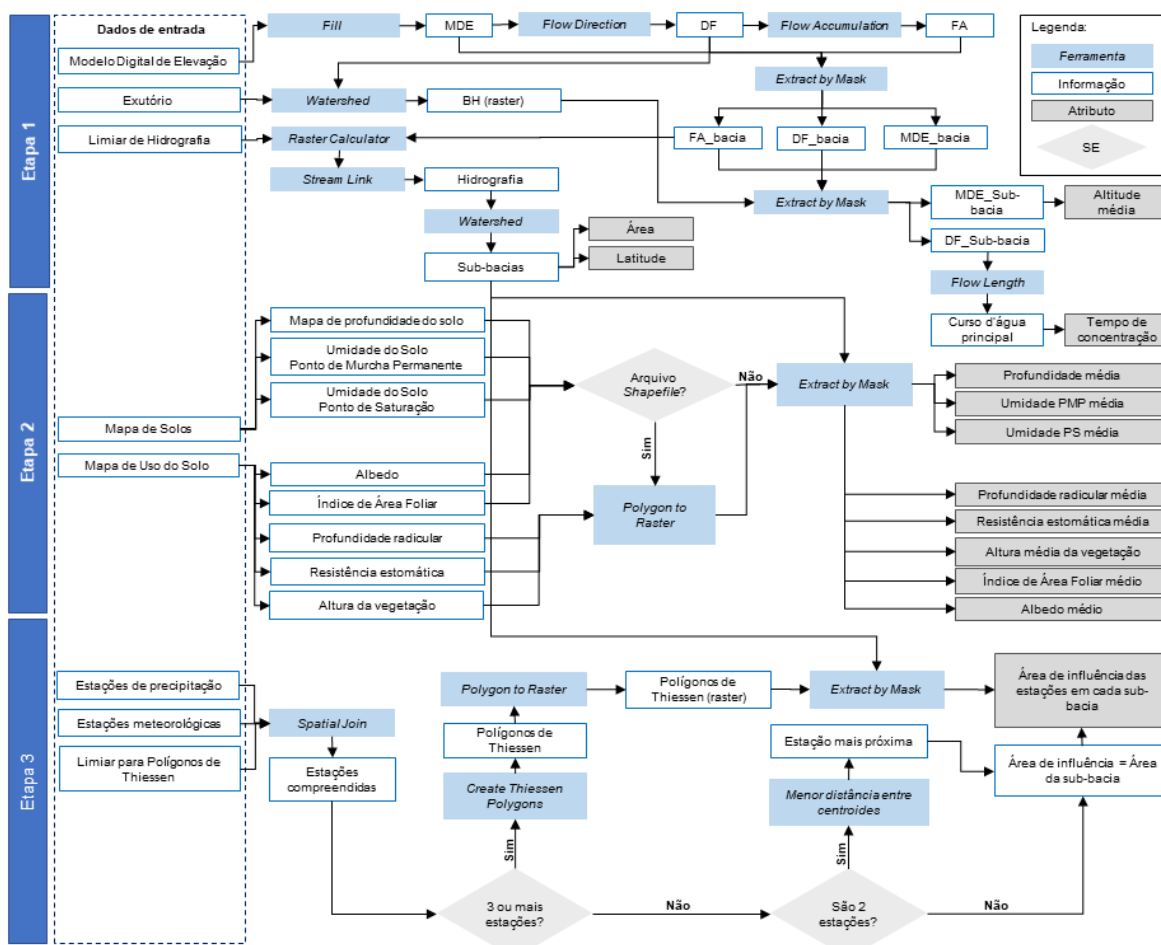 Dados de entrada
Modelo Digital de Elevação
Exutório
Limiar de Hidrografia
Etapa 1
Fill
MDE
Flow Direction
DF
Flow Accumulation
FA
Legenda:
Ferramenta
Informação
Atributo
SE
Watershed
BH (raster)
Extract by Mask
Raster Calculator
FA_bacia
DF_bacia
MDE_bacia
Stream Link
Hidrografia
Extract by Mask
MDE_Sub-
bacia
Altitude
média
Watershed
Área
DF_Sub-bacia
Sub-bacias
Latitude
Flow Length
Curso d'água
principal
Tempo de
concentração
Etapa 2
Mapa de Solos
Mapa de Uso do Solo
Mapa de profundidade do solo
Umidade do Solo
Ponto de Murcha Permanente
Umidade do Solo
Ponto de Saturação
Albedo
Índice de Área Foliar
Profundidade radicular
Resistência estomática
Altura da vegetação
Arquivo
Shapefile?
Não
Sim
Polygon to
Raster
Extract by Mask
Profundidade média
Umidade PMP média
Umidade PS média
Profundidade radicular média
Resistência estomática média
Altura média da vegetação
Índice de Área Foliar médio
Albedo médio
Etapa 3
Estações de precipitação
Estações meteorológicas
Limiar para Polígonos de
Thiessen
Spatial Join
Estações
compreendidas
Polygon to Raster
Polígonos de
Thiessen (raster)
Extract by Mask
Área de influência das
estações em cada sub-
bacia
Polígonos de
Thiessen
Estação mais próxima
Área de influência = Área
da sub-bacia
Create Thiessen
Polygons
Menor distância entre
centroides
Sim
Sim
3 ou mais
estações?
Não
São 2
estações?
Não